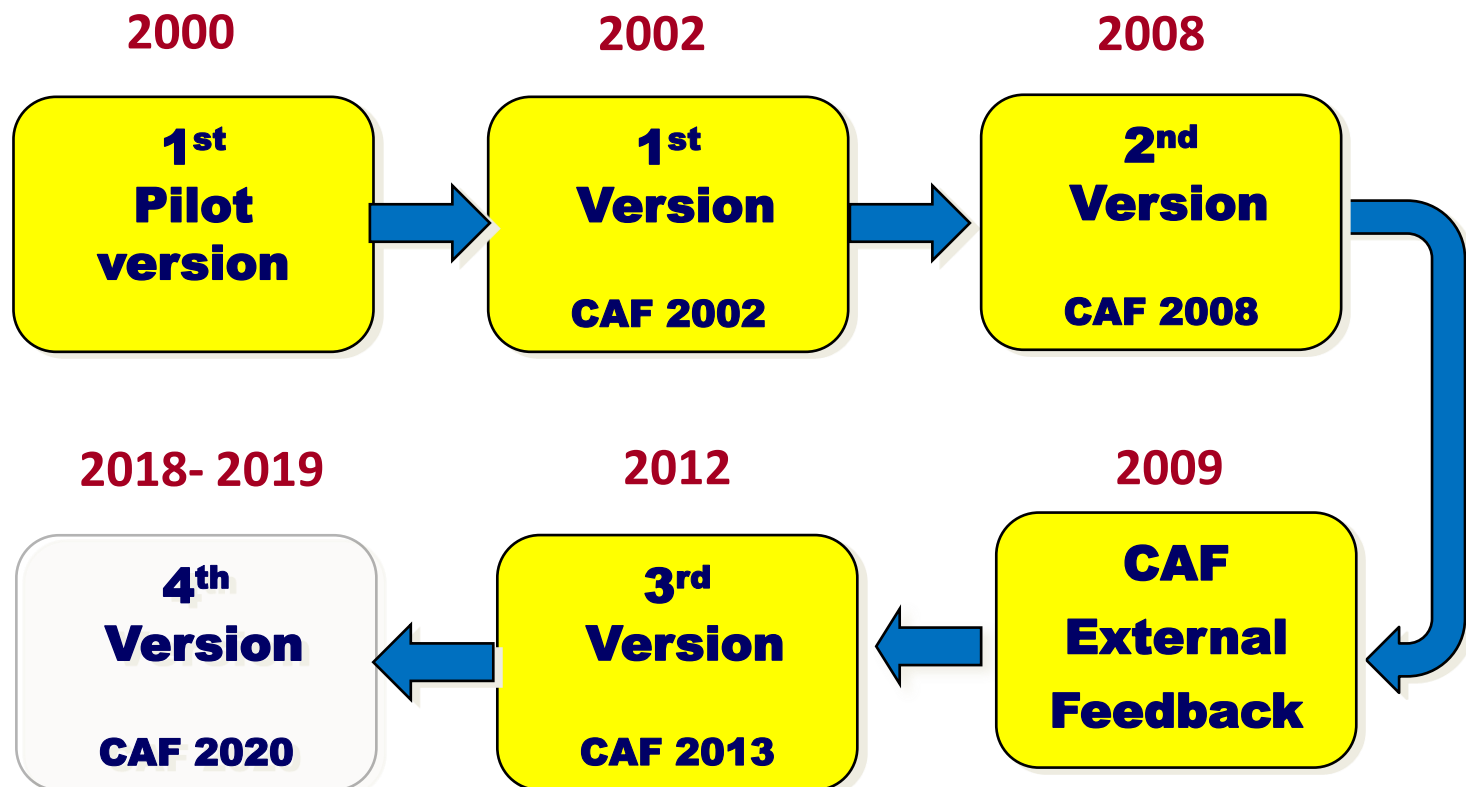 2000
1st
Pilot
version
2002
1st
Version
CAF 2002
2008
2nd
Version
CAF 2008
2009
CAF
External
Feedback
2012
3rd
Version
CAF 2013
2018- 2019
4th
Version
CAF 2020